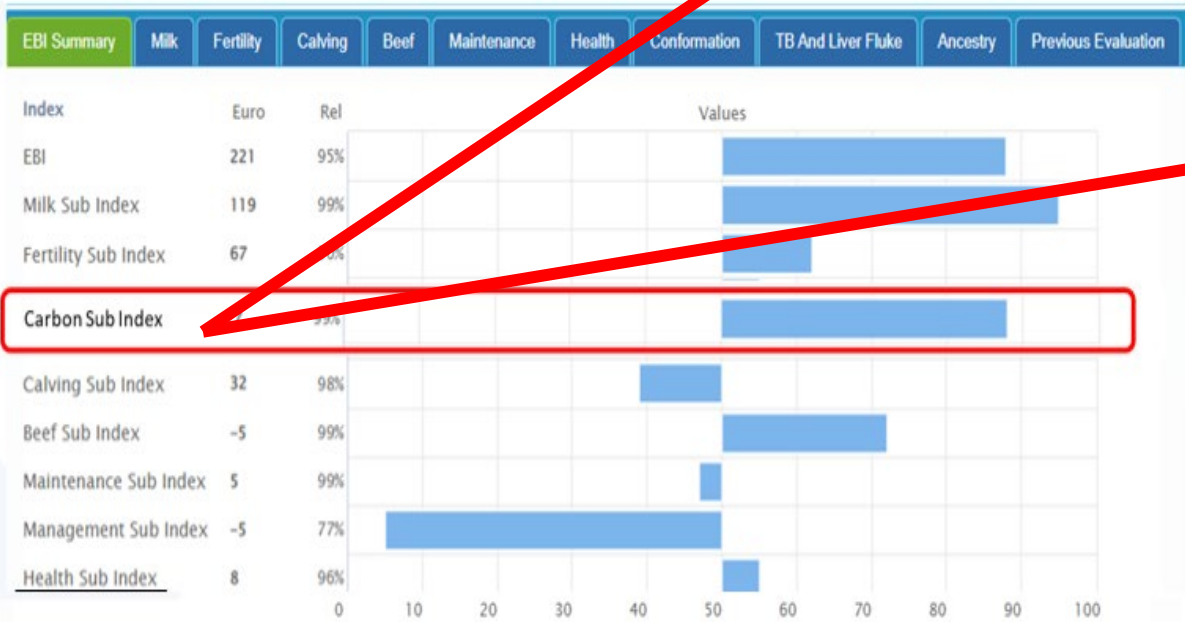 EBI Summary Milk Fertility Calving Beef Maintenance Health Conformation TB And Liver Fluke Ancestry Previous Evaluation
Index Euro Rel Values
EBI 221 95%
Milk Sub Index 119 99%
Fertility Sub Index 67
Carbon Sub Index 99%
Calving Sub Index 32 98%
Beef Sub Index -5 99%
Maintenance Sub Index 5 99%
Management Sub Index -5 77%
Health Sub Index 8 96%
0 10 20 30 40 50 60 70 80 90 100